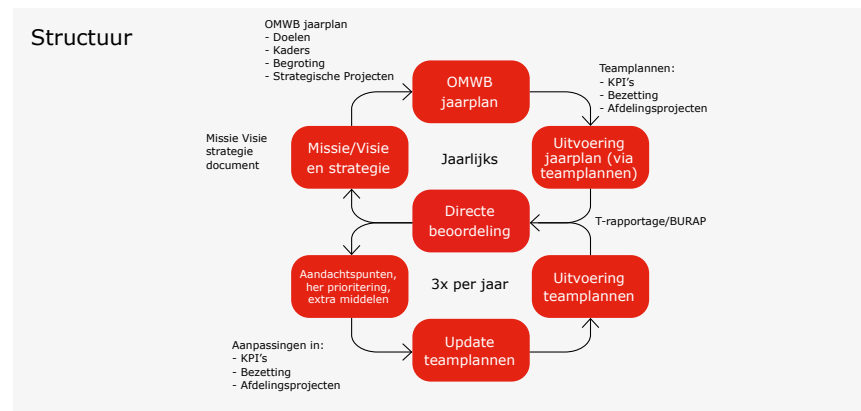 Structuur
OMWB jaarplan
- Doelen
- Kaders
- Begroting
- Strategische Projecten
OMWB
jaarplan
Teamplannen:
- KPI's
- Bezetting
- Afdelingsprojecten
Missie Visie
strategie
document
Missie/Visie
en strategie
Jaarlijks
Uitvoering
jaarplan (via
teamplannen)
Directe
beoordeling
T-rapportage/BURAP
Aandachtspunten,
her prioritering,
extra middelen
3x per jaar
Uitvoering
teamplannen
Update
teamplannen
Aanpassingen in:
- KPI's
- Bezetting
- Afdelingsprojecten